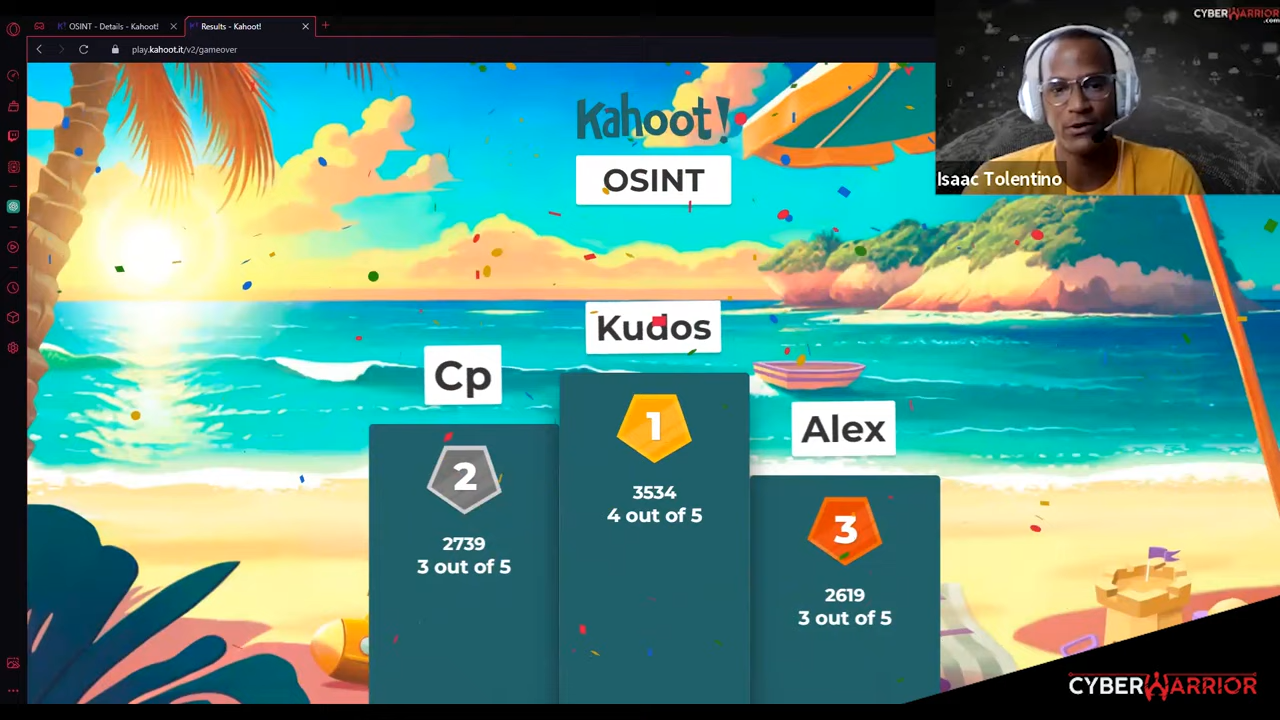 OSINT - Details - Kahoot!
Results - Kahoot!
play.kahoot.it/v2/gameover
CYBERWARRIOR
.com
Isaac Tolentino
Kahoot!
OSINT
Kudos
Cp
Alex
1
3534
4 out of 5
2
2739
3 out of 5
3
2619
3 out of 5
CYBERWARRIOR